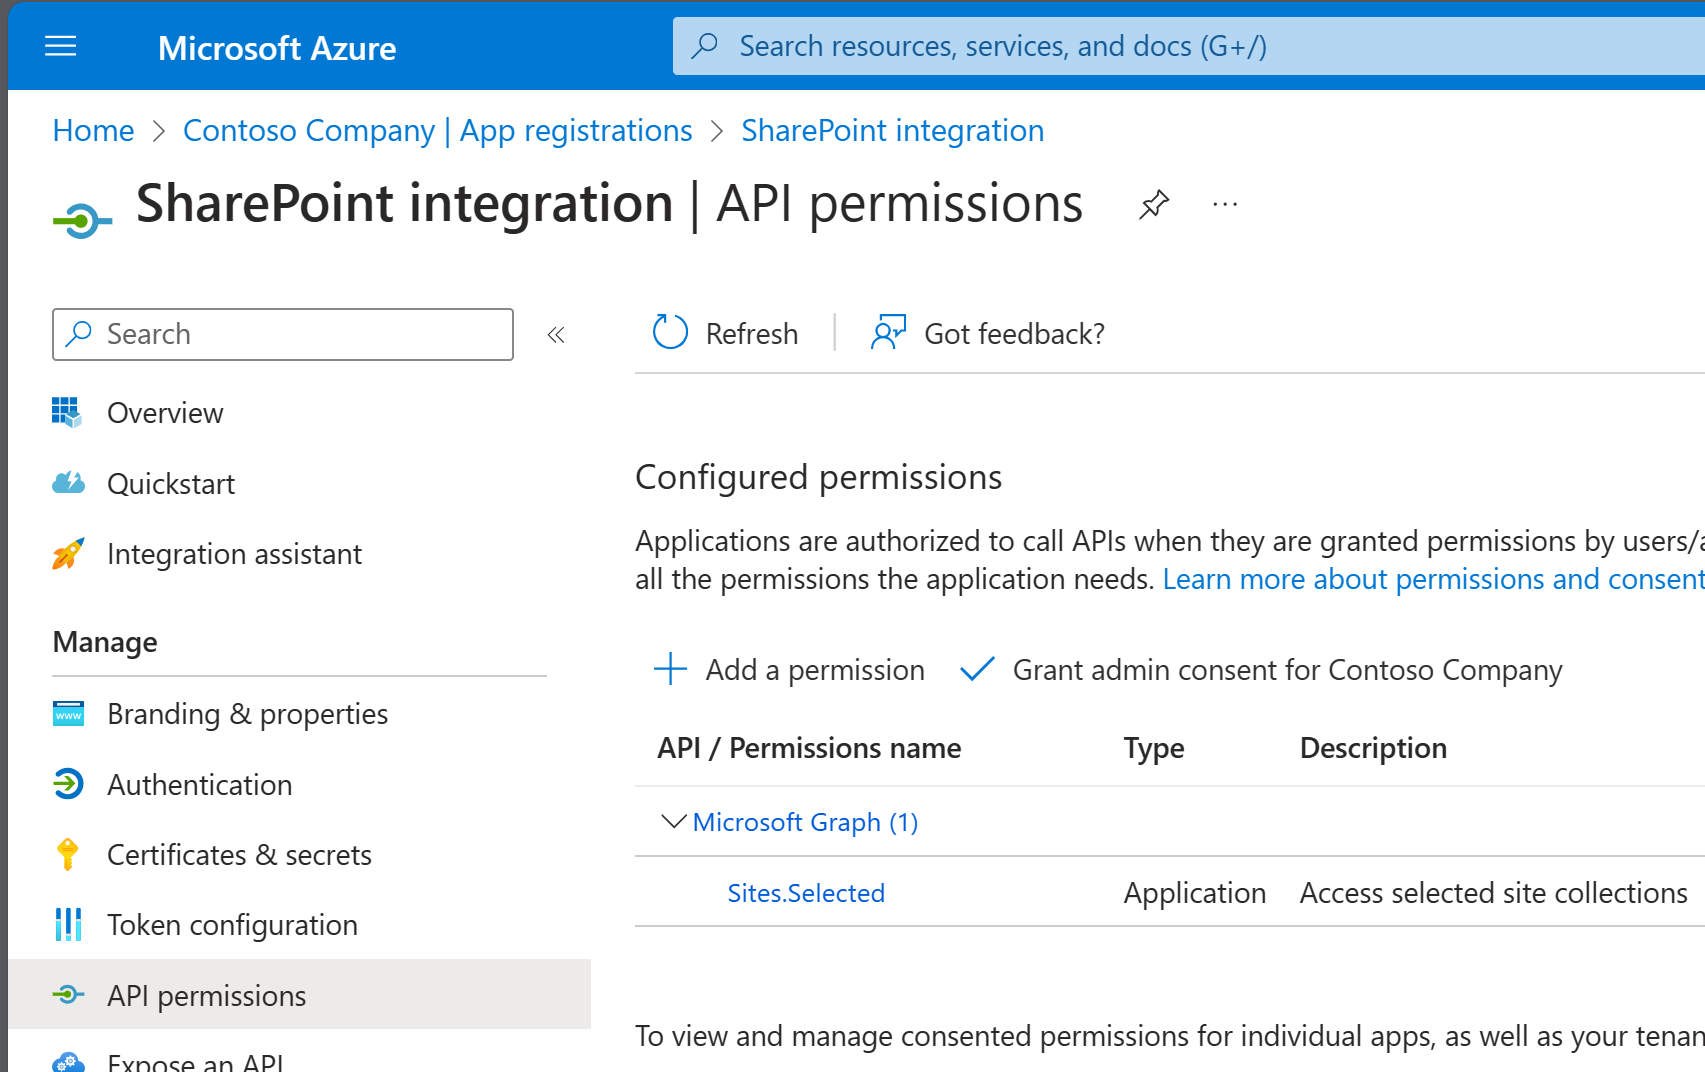 Microsoft Azure
Search resources, services, and docs (G+/)
Home > Contoso Company | App registrations > SharePoint integration
SharePoint integration | API permissions ...
Search «
Refresh | Got feedback?
Overview
Quickstart
Integration assistant
Manage
Branding & properties
Authentication
Certificates & secrets
Token configuration
API permissions
Expose an API
Configured permissions
Applications are authorized to call APIs when they are granted permissions by users/
all the permissions the application needs. Learn more about permissions and consent
Add a permission Grant admin consent for Contoso Company
API / Permissions name Type Description
Microsoft Graph (1)
Sites.Selected Application Access selected site collections
To view and manage consented permissions for individual apps, as well as your tenan